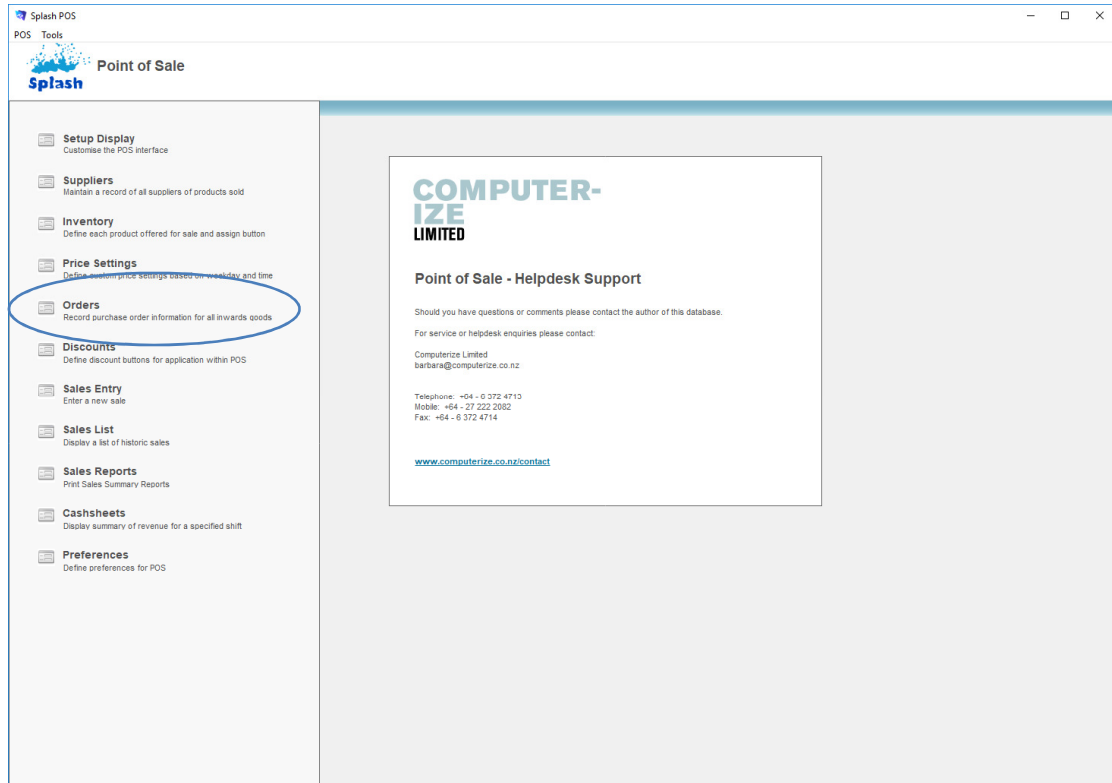 Splash POS
POS Tools
Splash
Point of Sale
Setup Display
Customise the POS interface
Suppliers
Maintain a record of all suppliers of products sold
Inventory
Define each product offered for sale and assign button
Price Settings
Define custom price settings based on weekday and time
Orders
Record purchase order information for all inwards goods
Discounts
Define discount buttons for application within POS
Sales Entry
Enter a new sale
Sales List
Display a list of historic sales
Sales Reports
Print Sales Summary Reports
Cashsheets
Display summary of revenue for a specified shift
Preferences
Define preferences for POS
COMPUTER-
IZE
LIMITED
Point of Sale - Helpdesk Support
Should you have questions or comments please contact the author of this database.
For service or helpdesk enquiries please contact:
Computerize Limited
barbara@computerize.co.nz
Telephone: +64 - 6 372 4713
Mobile: +64 - 27 222 2082
Fax: +64 - 6 372 4714
www.computerize.co.nz/contact